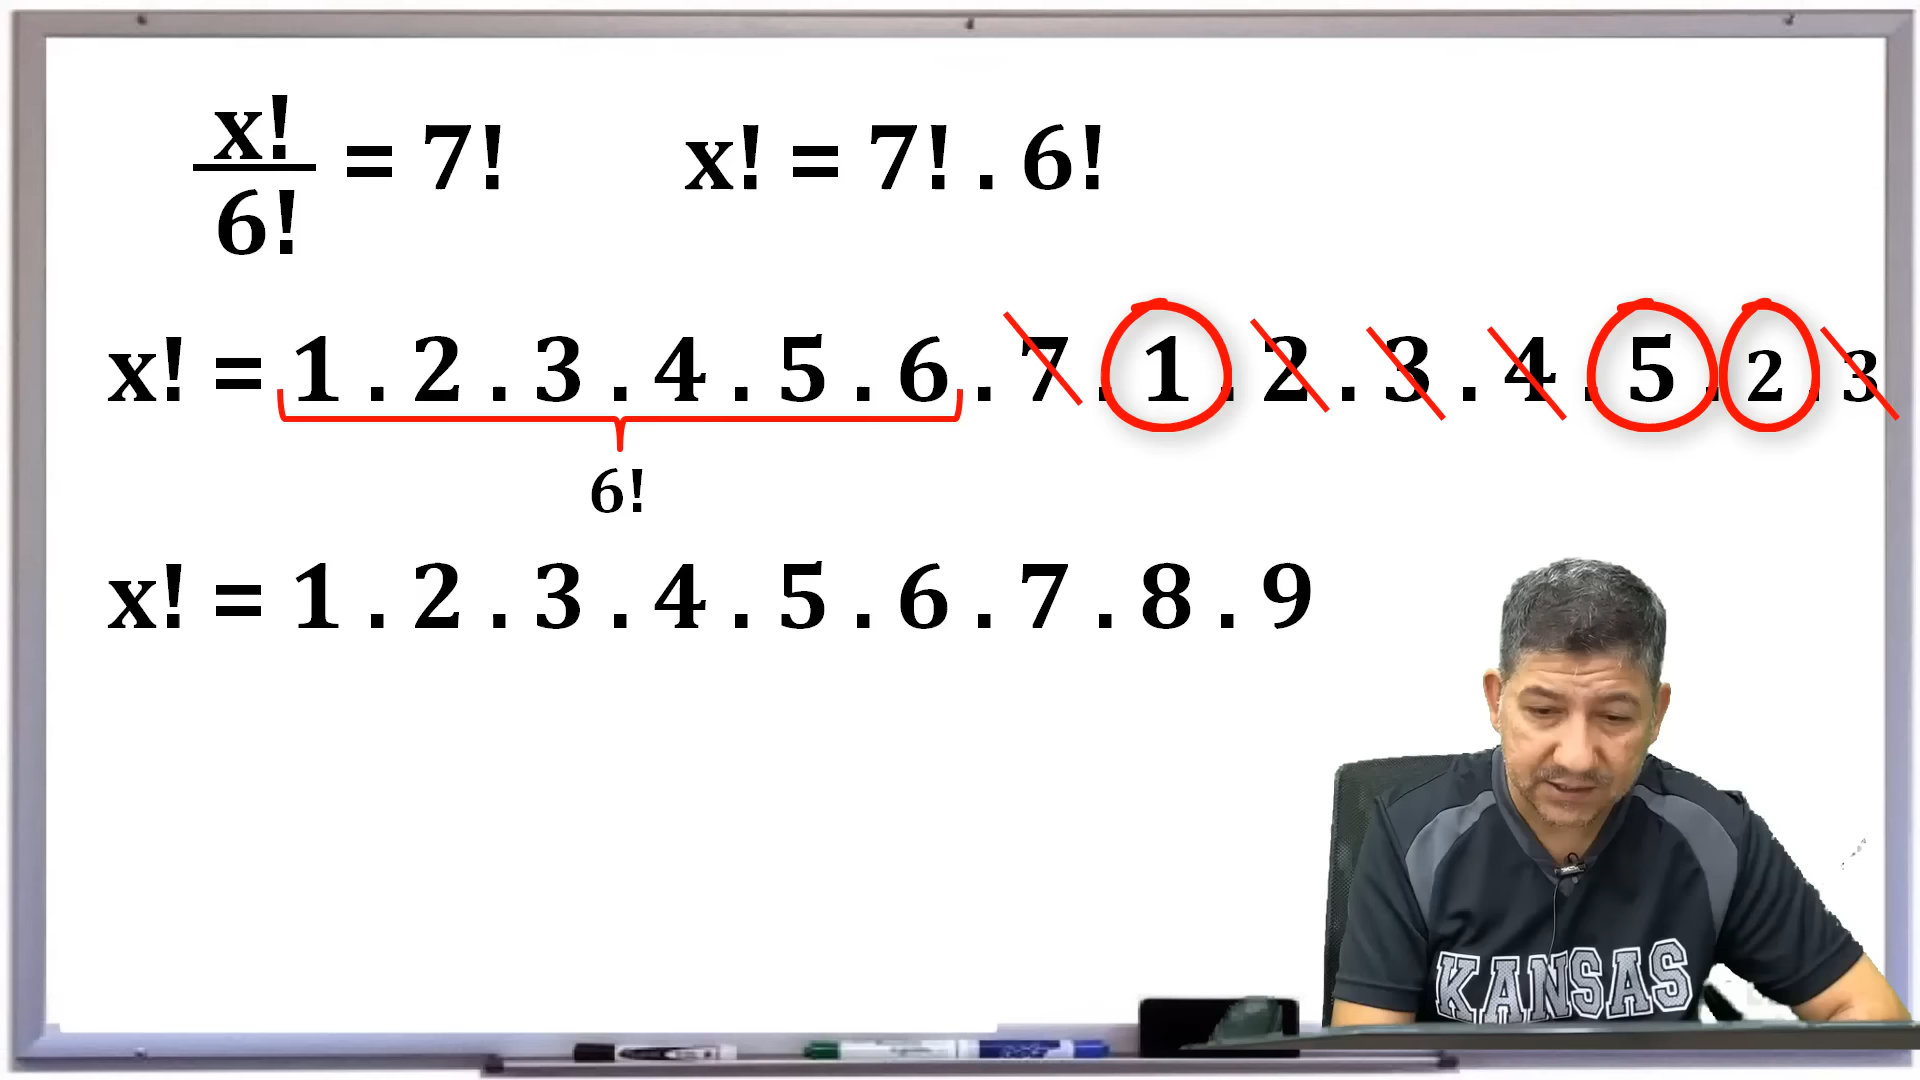 x!/6! = 7!    x! = 7! . 6!
x! = 1 . 2 . 3 . 4 . 5 . 6 . 7 . 1 . 2 . 3 . 4 . 5 . 2 . 3
6!
x! = 1 . 2 . 3 . 4 . 5 . 6 . 7 . 8 . 9
KANSAS